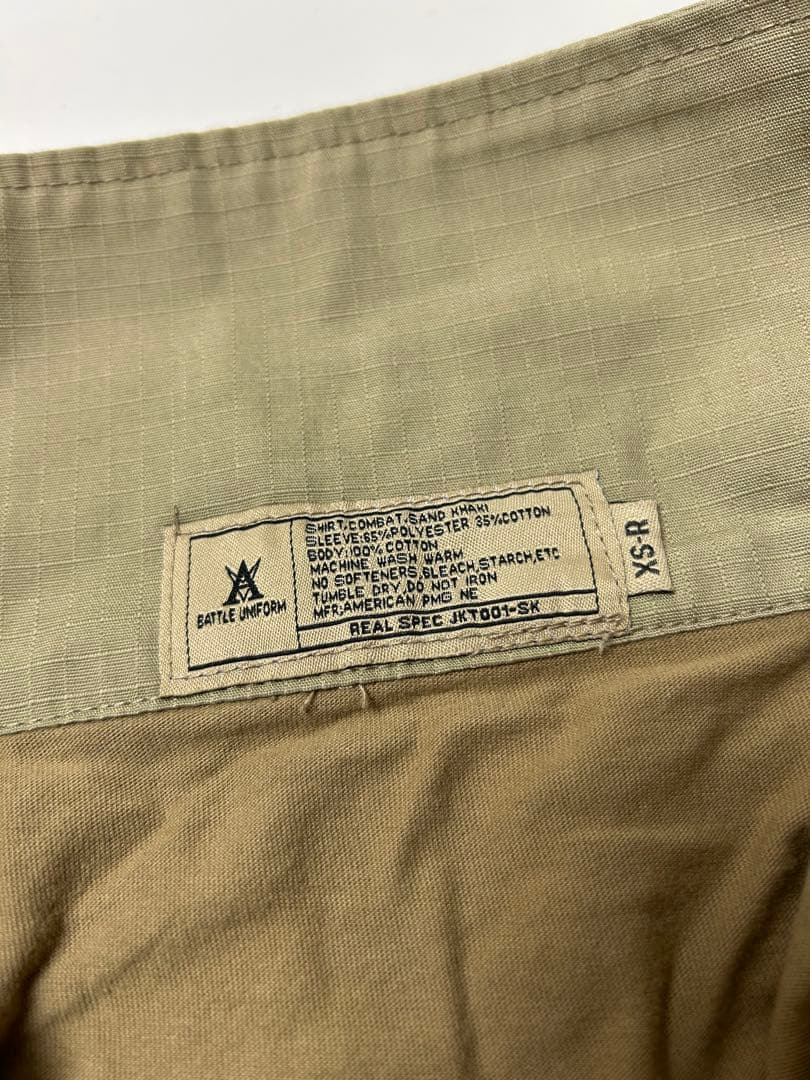 BATTLE UNIFORM
SHIRT,COMBAT,SAND KHAKI
SLEEVE:65%POLYESTER 35%COTTON
BODY:100%COTTON
MACHINE WASH WARM
NO SOFTENERS,BLEACH,STARCH,ETC
TUMBLE DRY,DO NOT IRON
MFR:AMERICAN PMG NE
REAL SPEC JKT001-SK
XS-R